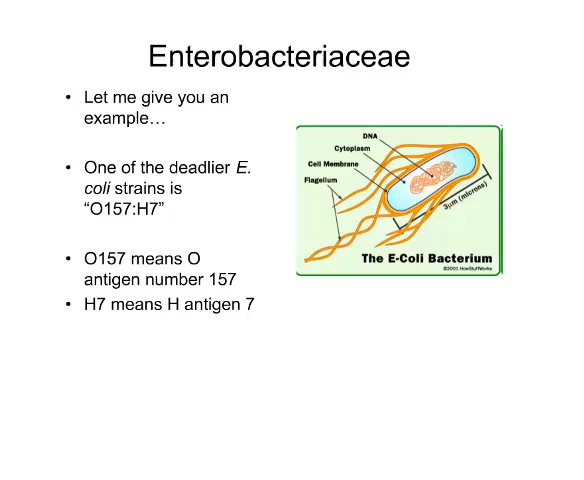 Enterobacteriaceae
• Let me give you an
example…
• One of the deadlier E.
coli strains is
“O157:H7”
• O157 means O
antigen number 157
• H7 means H antigen 7
DNA
Cytoplasm
Cell Membrane
Flagellum
3μm (microns)
The E-Coli Bacterium
©2001 HowStuffWorks